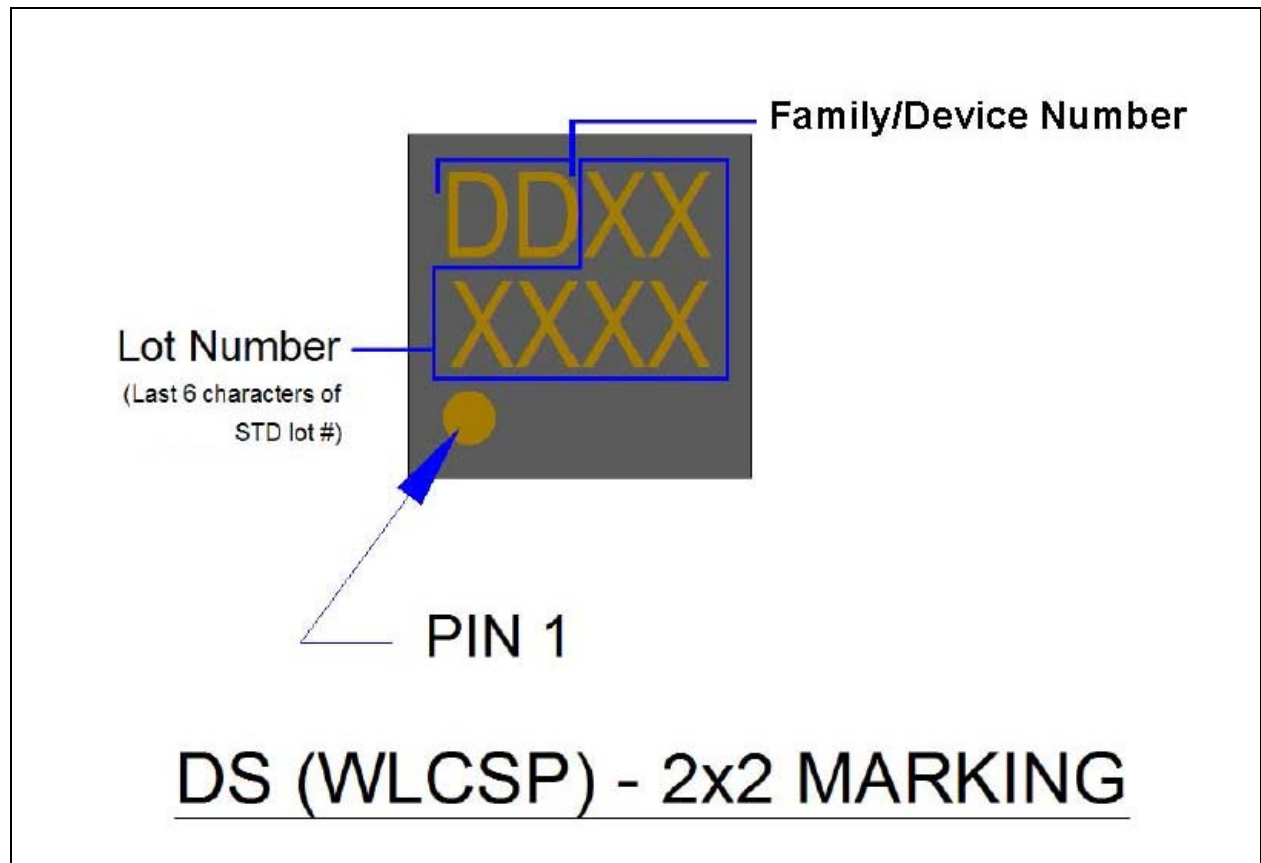 Family/Device Number
DDXX
XXXX
Lot Number
(Last 6 characters of
STD lot #)
PIN 1
DS (WLCSP) - 2x2 MARKING